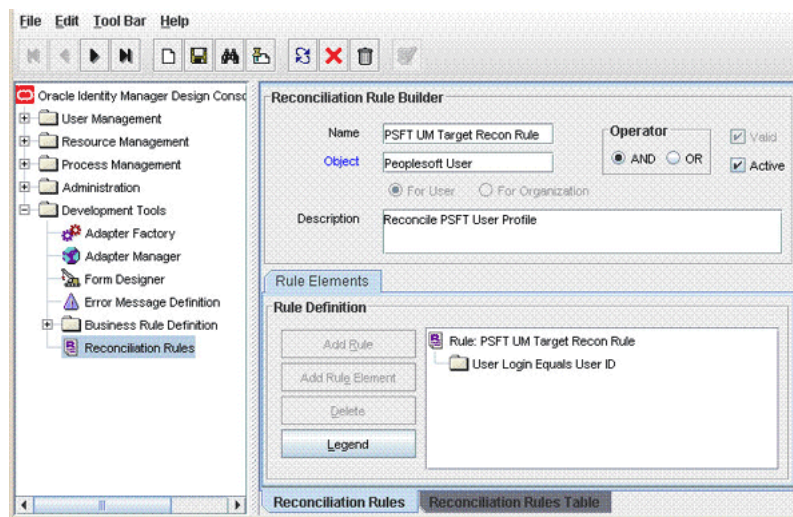 File Edit Tool Bar Help
Oracle Identity Manager Design Conso
User Management
Resource Management
Process Management
Administration
Development Tools
Adapter Factory
Adapter Manager
Form Designer
Error Message Definition
Business Rule Definition
Reconciliation Rules
Reconciliation Rule Builder
Name PSFT UM Target Recon Rule
Operator
AND OR
Valid
Object Peoplesoft User
Active
For User For Organization
Description Reconcile PSFT User Profile
Rule Elements
Rule Definition
Add Rule
Add Rule Element
Delete
Legend
Rule: PSFT UM Target Recon Rule
User Login Equals User ID
Reconciliation Rules Reconciliation Rules Table